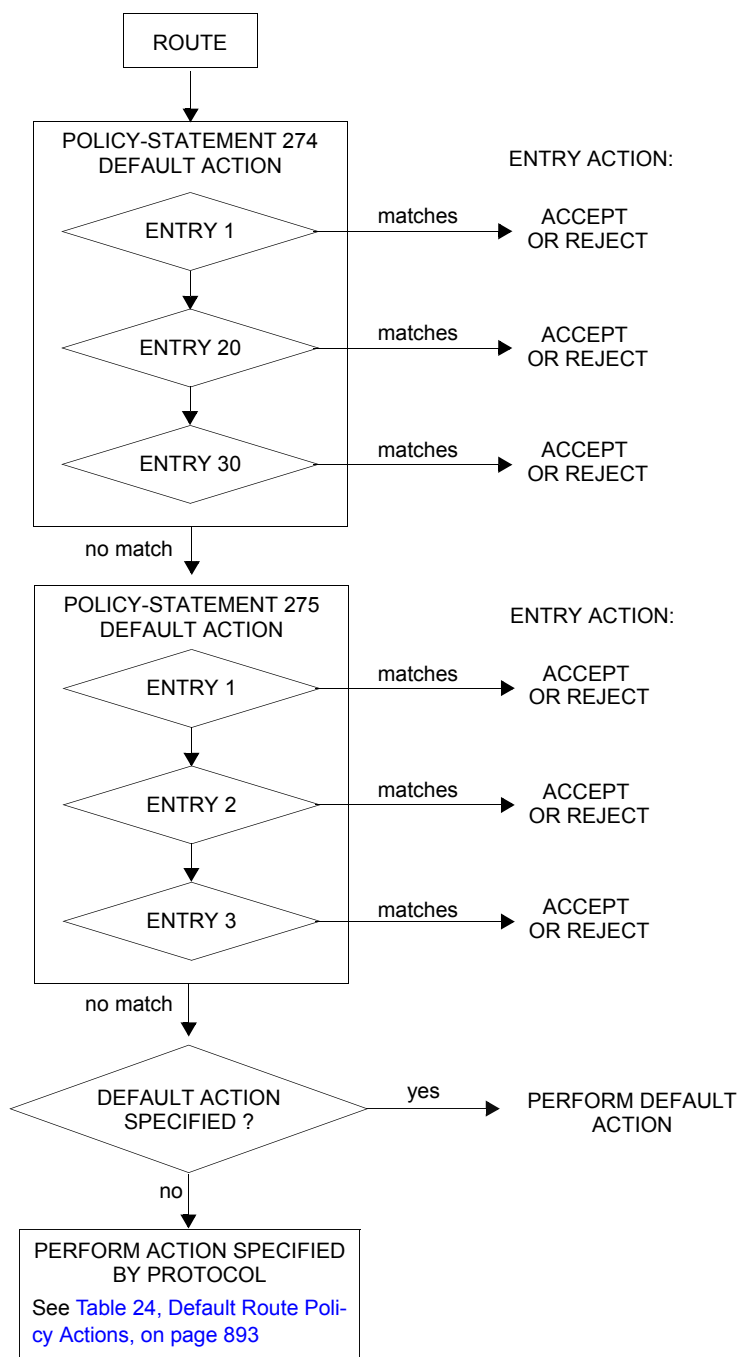 ROUTE
POLICY-STATEMENT 274
DEFAULT ACTION
ENTRY ACTION:
ENTRY 1
matches
ACCEPT
OR REJECT
ENTRY 20
matches
ACCEPT
OR REJECT
ENTRY 30
matches
ACCEPT
OR REJECT
no match
POLICY-STATEMENT 275
DEFAULT ACTION
ENTRY ACTION:
ENTRY 1
matches
ACCEPT
OR REJECT
ENTRY 2
matches
ACCEPT
OR REJECT
ENTRY 3
matches
ACCEPT
OR REJECT
no match
DEFAULT ACTION
SPECIFIED ?
yes
PERFORM DEFAULT
ACTION
no
PERFORM ACTION SPECIFIED
BY PROTOCOL
See Table 24, Default Route Poli-
cy Actions, on page 893